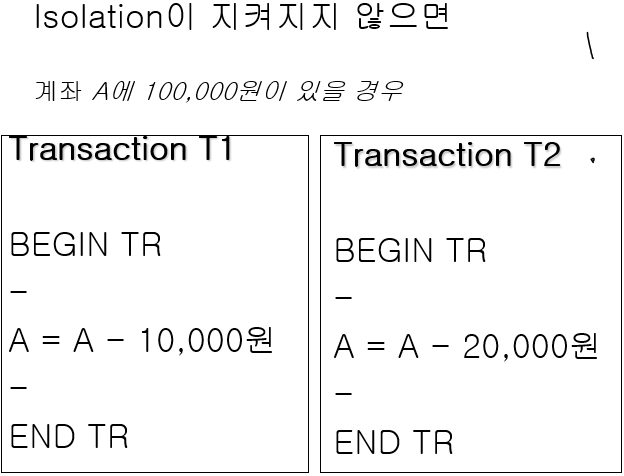 Isolation이 지켜지지 않으면
계좌 A에 100,000원이 있을 경우
Transaction T1
BEGIN TR
-
A = A - 10,000원
-
END TR
Transaction T2
BEGIN TR
-
A = A - 20,000원
-
END TR